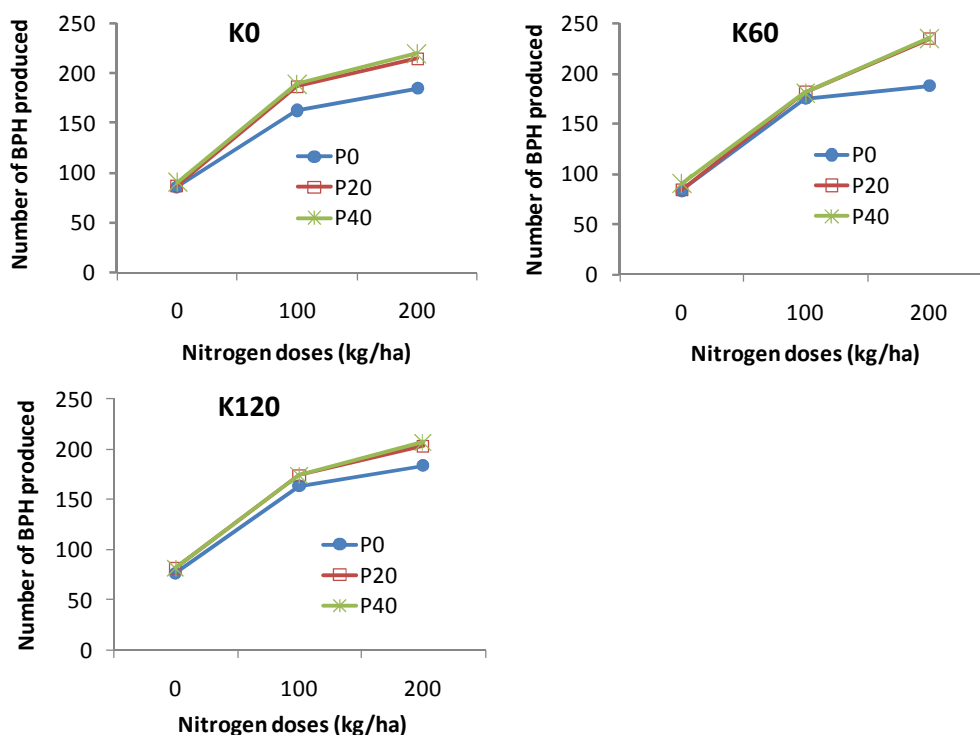 K0
Number of BPH produced
250
200
150
100
50
0
P0
P20
P40
0 100 200
Nitrogen doses (kg/ha)
K60
Number of BPH produced
250
200
150
100
50
0
P0
P20
P40
0 100 200
Nitrogen doses (kg/ha)
K120
Number of BPH produced
250
200
150
100
50
0
P0
P20
P40
0 100 200
Nitrogen doses (kg/ha)